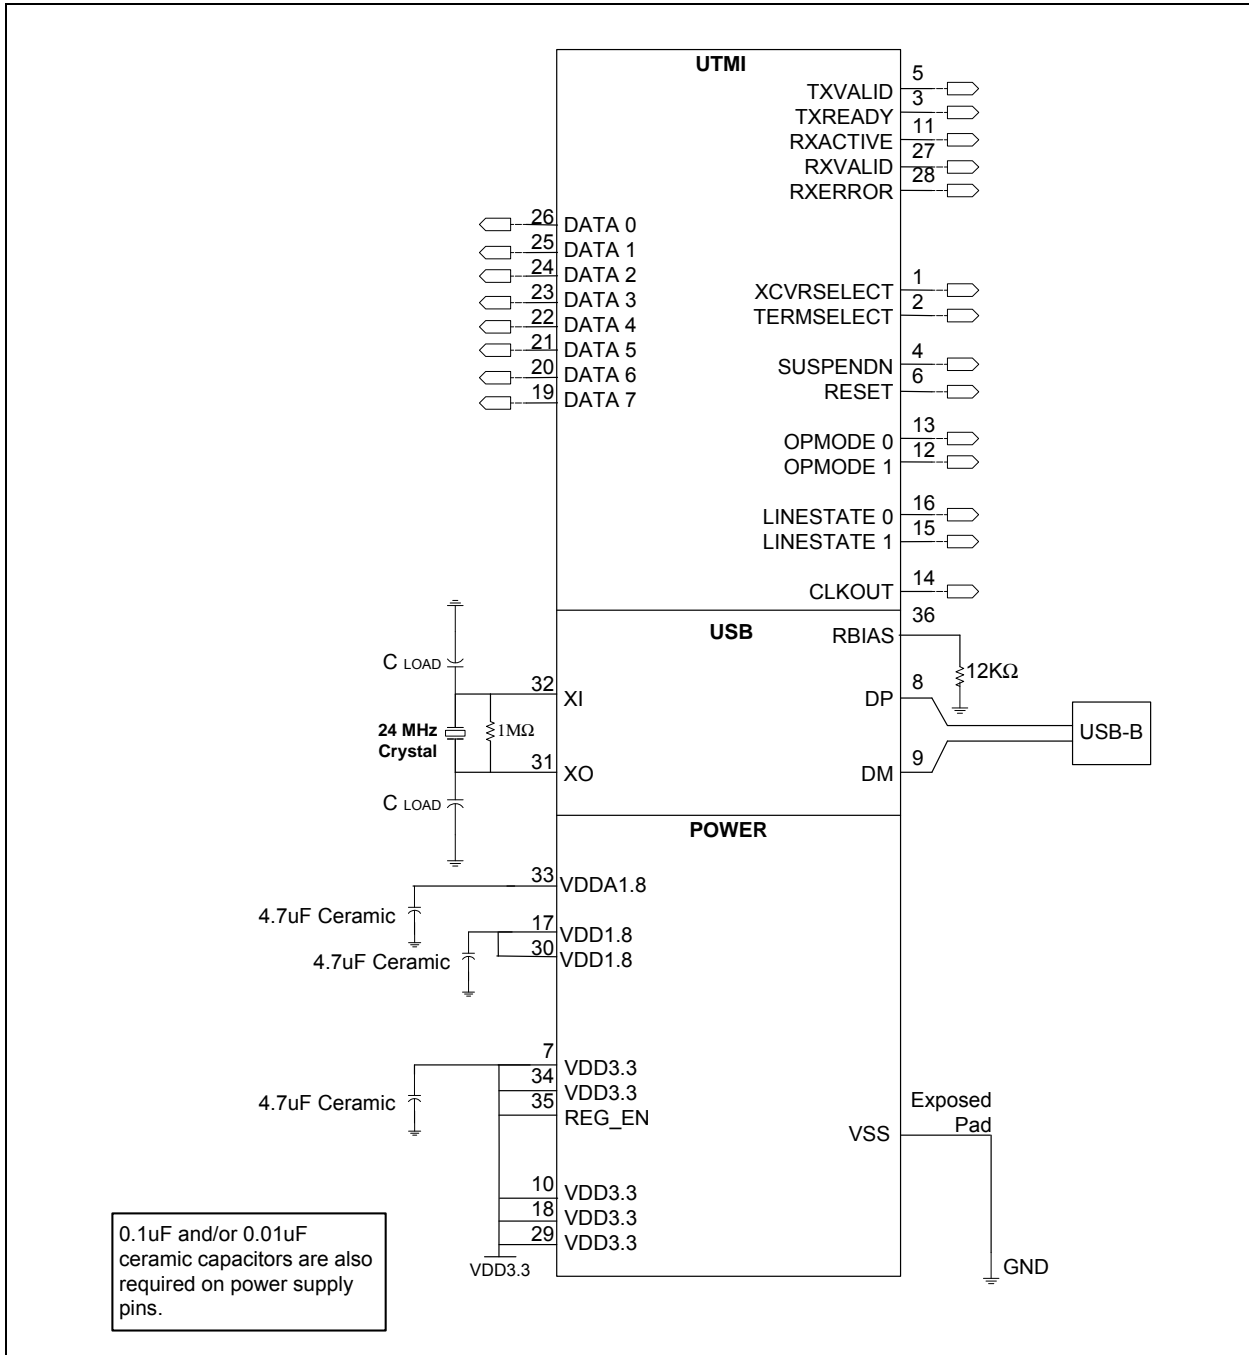 UTMI
5
TXVALID
3
TXREADY
11
RXACTIVE
27
RXVALID
28
RXERROR
26
DATA 0
25
DATA 1
24
DATA 2
23
DATA 3
22
DATA 4
21
DATA 5
20
DATA 6
19
DATA 7
1
XCVRSELECT
2
TERMSELECT
4
SUSPENDN
6
RESET
13
OPMODE 0
12
OPMODE 1
16
LINESTATE 0
15
LINESTATE 1
14
CLKOUT
36
USB
RBIAS
12KΩ
C LOAD
32
XI
24 MHz
Crystal
1MΩ
31
XO
C LOAD
8
DP
9
DM
USB-B
POWER
33
VDDA1.8
4.7uF Ceramic
17
VDD1.8
30
VDD1.8
4.7uF Ceramic
7
VDD3.3
34
VDD3.3
35
REG_EN
4.7uF Ceramic
10
VDD3.3
18
VDD3.3
29
VDD3.3
VDD3.3
Exposed
Pad
VSS
GND
0.1uF and/or 0.01uF
ceramic capacitors are also
required on power supply
pins.